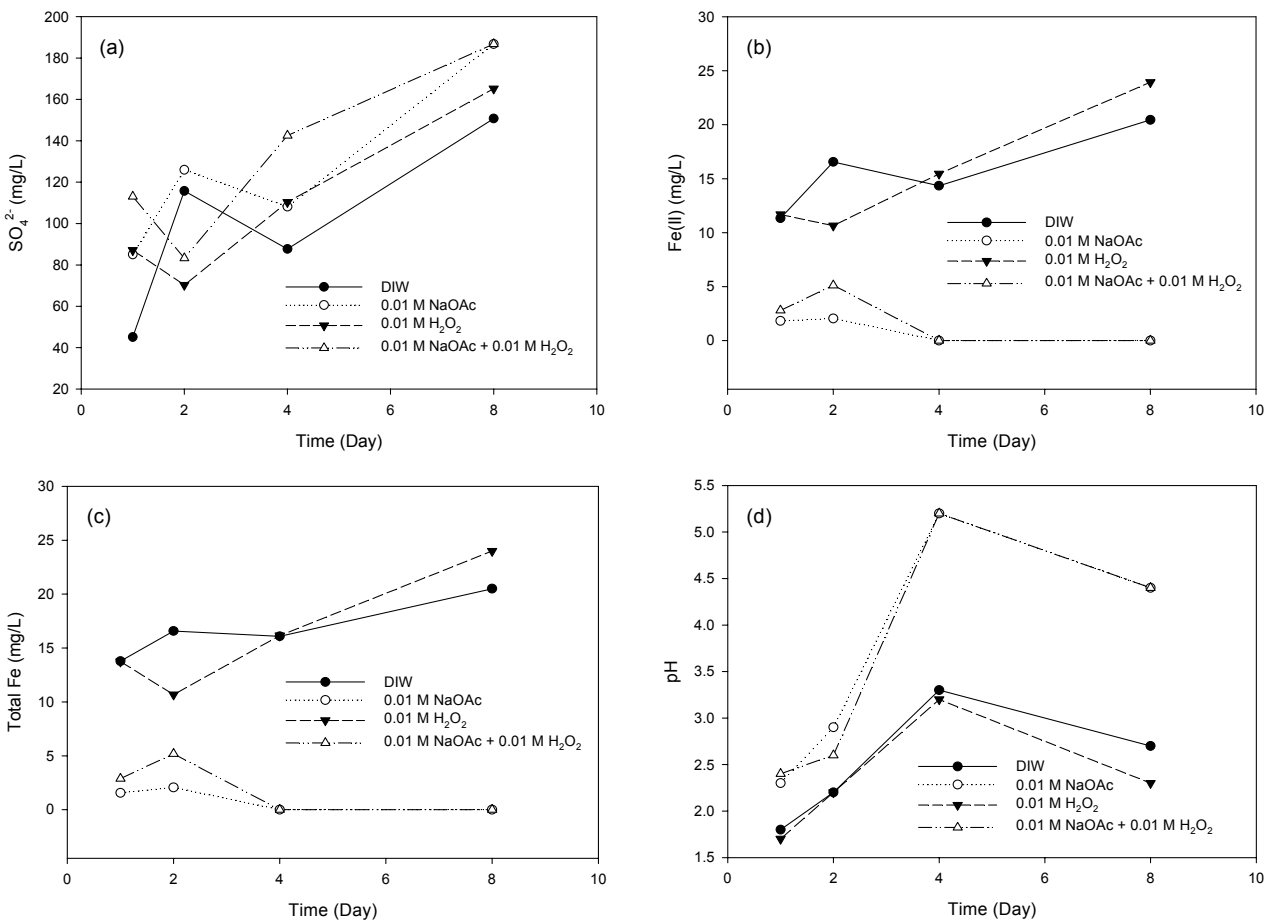 (a)
200
180
160
140
120
100
80
60
40
20
SO₄²⁻ (mg/L)
DIW
0.01 M NaOAc
0.01 M H₂O₂
0.01 M NaOAc + 0.01 M H₂O₂
0 2 4 6 8 10
Time (Day)
(b)
30
25
20
15
10
5
0
Fe(II) (mg/L)
DIW
0.01 M NaOAc
0.01 M H₂O₂
0.01 M NaOAc + 0.01 M H₂O₂
0 2 4 6 8 10
Time (Day)
(c)
30
25
20
15
10
5
0
Total Fe (mg/L)
DIW
0.01 M NaOAc
0.01 M H₂O₂
0.01 M NaOAc + 0.01 M H₂O₂
0 2 4 6 8 10
Time (Day)
(d)
5.5
5.0
4.5
4.0
3.5
3.0
2.5
2.0
1.5
pH
DIW
0.01 M NaOAc
0.01 M H₂O₂
0.01 M NaOAc + 0.01 M H₂O₂
0 2 4 6 8 10
Time (Day)